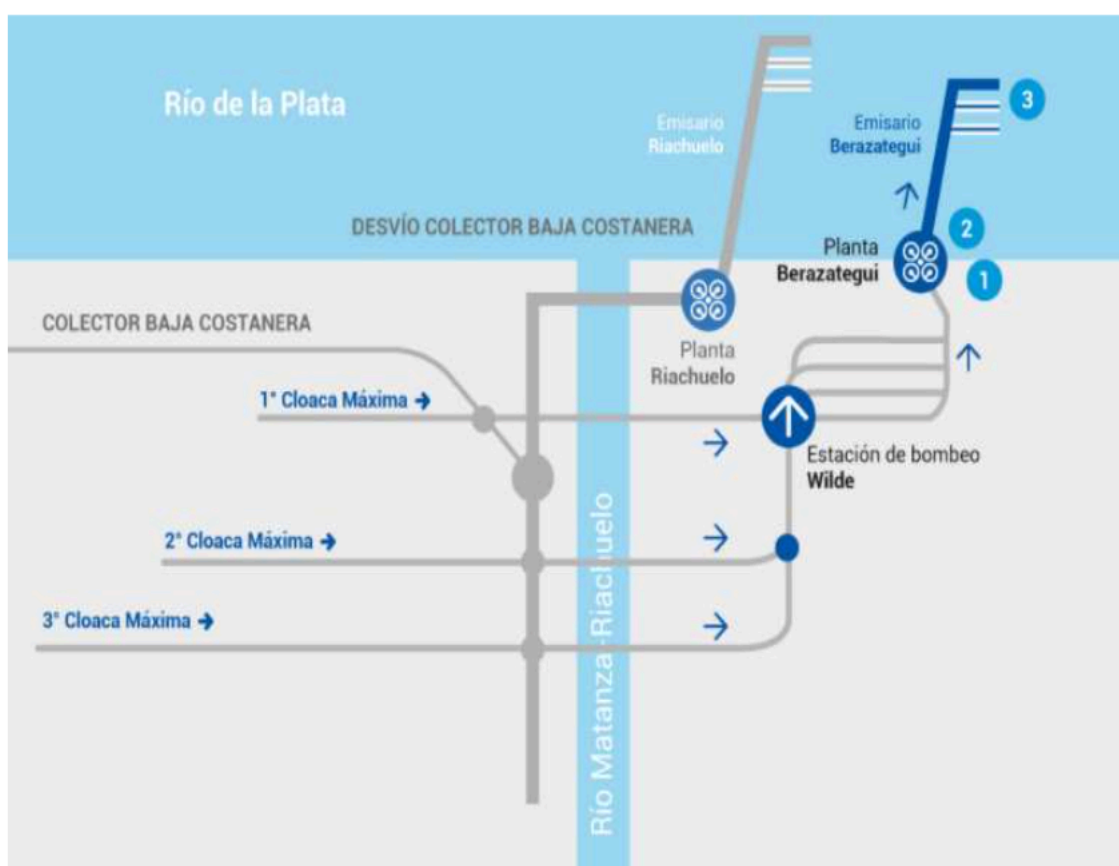 Río de la Plata
Emisario
Riachuelo
Emisario
Berazategui
3
DESVÍO COLECTOR BAJA COSTANERA
2
Planta
Berazategui
1
COLECTOR BAJA COSTANERA
Planta
Riachuelo
1° Cloaca Máxima
Estación de bombeo
Wilde
2° Cloaca Máxima
3° Cloaca Máxima
Río Matanza-Riachuelo